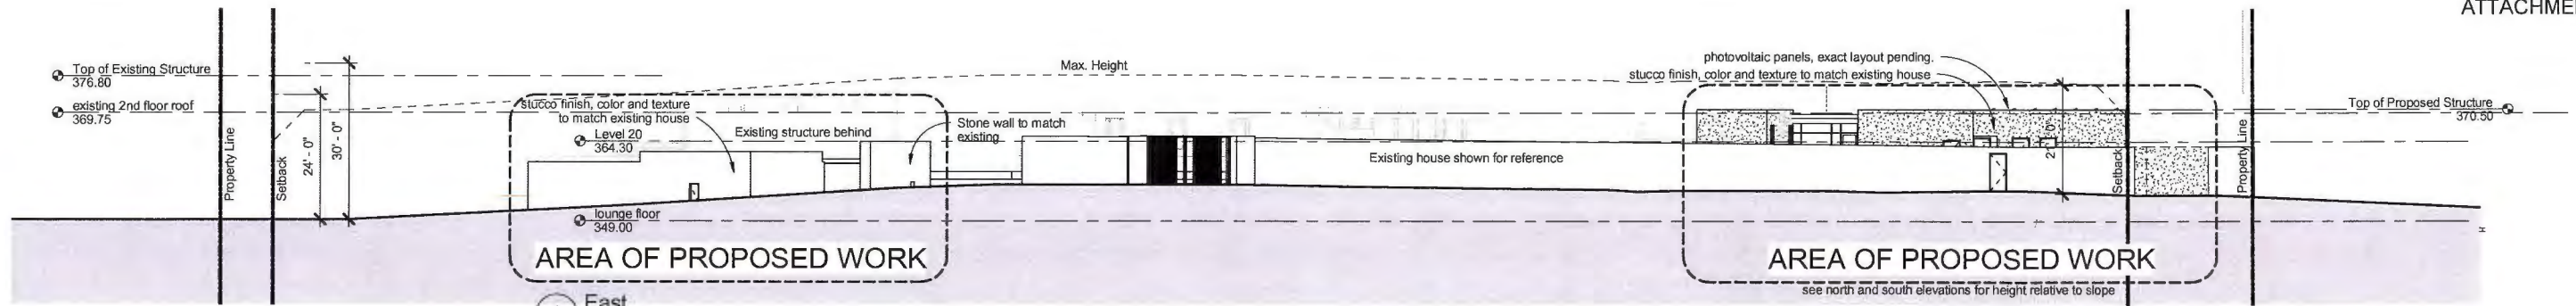 ATTACHME
Top of Existing Structure
376.80
existing 2nd floor roof
369.75
Property Line
Setback
24' - 0"
30' - 0"
stucco finish, color and texture
to match existing house
Level 20
364.30
Existing structure behind
Stone wall to match
existing
lounge floor
349.00
AREA OF PROPOSED WORK
East
Max. Height
Existing house shown for reference
photovoltaic panels, exact layout pending.
stucco finish, color and texture to match existing house
Setback
Property Line
Top of Proposed Structure
370.50
AREA OF PROPOSED WORK
see north and south elevations for height relative to slope